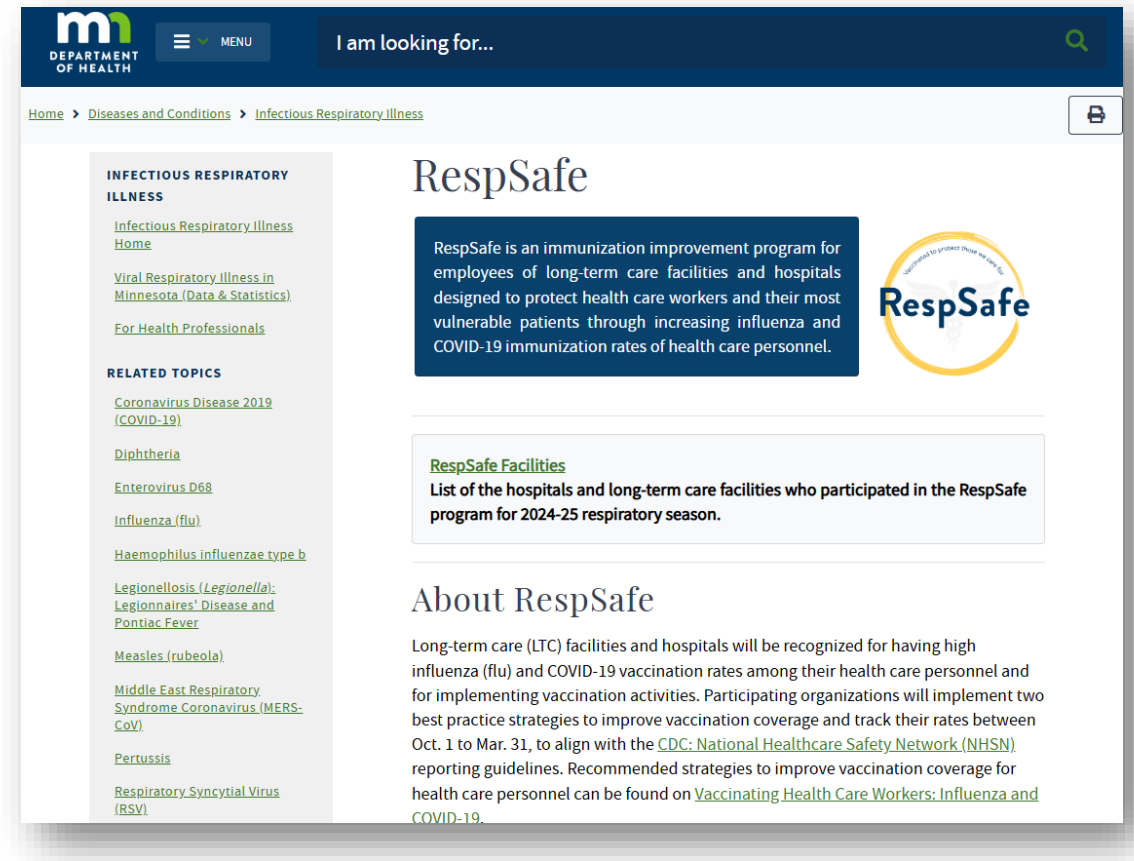 mn
DEPARTMENT
OF HEALTH
MENU
I am looking for...
Home > Diseases and Conditions > Infectious Respiratory Illness
INFECTIOUS RESPIRATORY
ILLNESS
Infectious Respiratory Illness
Home
Viral Respiratory Illness in
Minnesota (Data & Statistics)
For Health Professionals
RELATED TOPICS
Coronavirus Disease 2019
(COVID-19)
Diphtheria
Enterovirus D68
Influenza (flu)
Haemophilus influenzae type b
Legionellosis (Legionella):
Legionnaires' Disease and
Pontiac Fever
Measles (rubeola)
Middle East Respiratory
Syndrome Coronavirus (MERS-
CoV)
Pertussis
Respiratory Syncytial Virus
(RSV)
RespSafe
RespSafe is an immunization improvement program for
employees of long-term care facilities and hospitals
designed to protect health care workers and their most
vulnerable patients through increasing influenza and
COVID-19 immunization rates of health care personnel.
Vaccinated to protect those we care for
RespSafe
RespSafe Facilities
List of the hospitals and long-term care facilities who participated in the RespSafe
program for 2024-25 respiratory season.
About RespSafe
Long-term care (LTC) facilities and hospitals will be recognized for having high
influenza (flu) and COVID-19 vaccination rates among their health care personnel and
for implementing vaccination activities. Participating organizations will implement two
best practice strategies to improve vaccination coverage and track their rates between
Oct. 1 to Mar. 31, to align with the CDC: National Healthcare Safety Network (NHSN)
reporting guidelines. Recommended strategies to improve vaccination coverage for
health care personnel can be found on Vaccinating Health Care Workers: Influenza and
COVID-19.